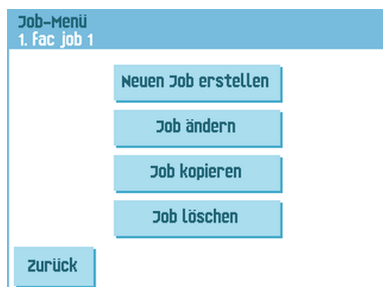 Job-Menü
1. Fac job 1
Neuen Job erstellen
Job ändern
Job kopieren
Job löschen
Zurück